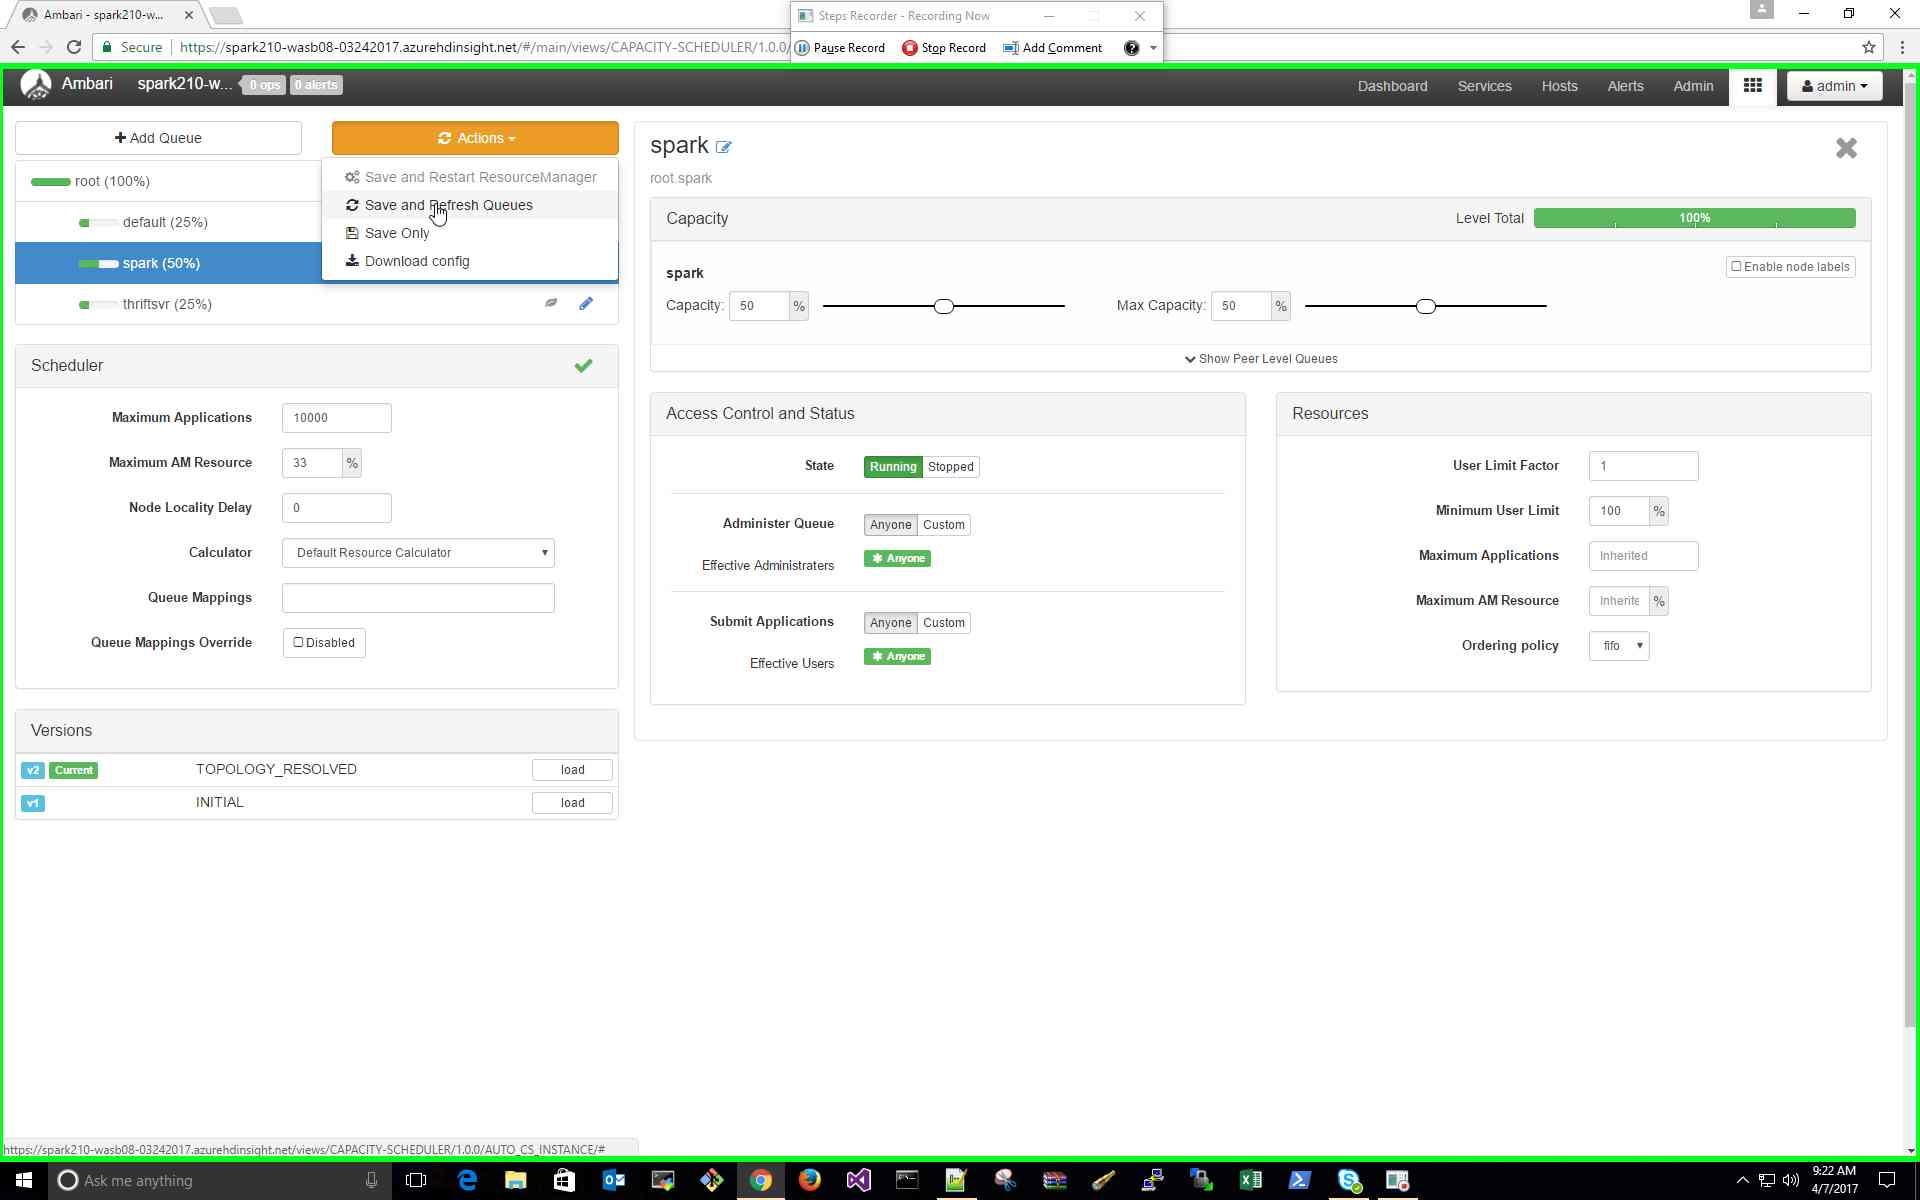 Ambari - spark210-w...
Steps Recorder - Recording Now
Secure
https://spark210-wasb08-03242017.azurehdinsight.net/#/main/views/CAPACITY-SCHEDULER/1.0.0/
Pause Record Stop Record Add Comment
Ambari spark210-w... 0 ops 0 alerts
Dashboard Services Hosts Alerts Admin admin
Add Queue
Actions
Save and Restart ResourceManager
Save and Refresh Queues
Save Only
Download config
root (100%)
default (25%)
spark (50%)
thriftsvr (25%)
Scheduler
Maximum Applications 10000
Maximum AM Resource 33 %
Node Locality Delay 0
Calculator Default Resource Calculator
Queue Mappings
Queue Mappings Override Disabled
Versions
v2 Current TOPOLOGY_RESOLVED load
v1 INITIAL load
spark
root.spark
Capacity Level Total 100%
spark Enable node labels
Capacity: 50 % Max Capacity: 50 %
Show Peer Level Queues
Access Control and Status
State Running Stopped
Administer Queue Anyone Custom
Effective Administraters Anyone
Submit Applications Anyone Custom
Effective Users Anyone
Resources
User Limit Factor 1
Minimum User Limit 100 %
Maximum Applications Inherited
Maximum AM Resource Inherite %
Ordering policy fifo
https://spark210-wasb08-03242017.azurehdinsight.net/views/CAPACITY-SCHEDULER/1.0.0/AUTO_CS_INSTANCE/#
Ask me anything
9:22 AM
4/7/2017